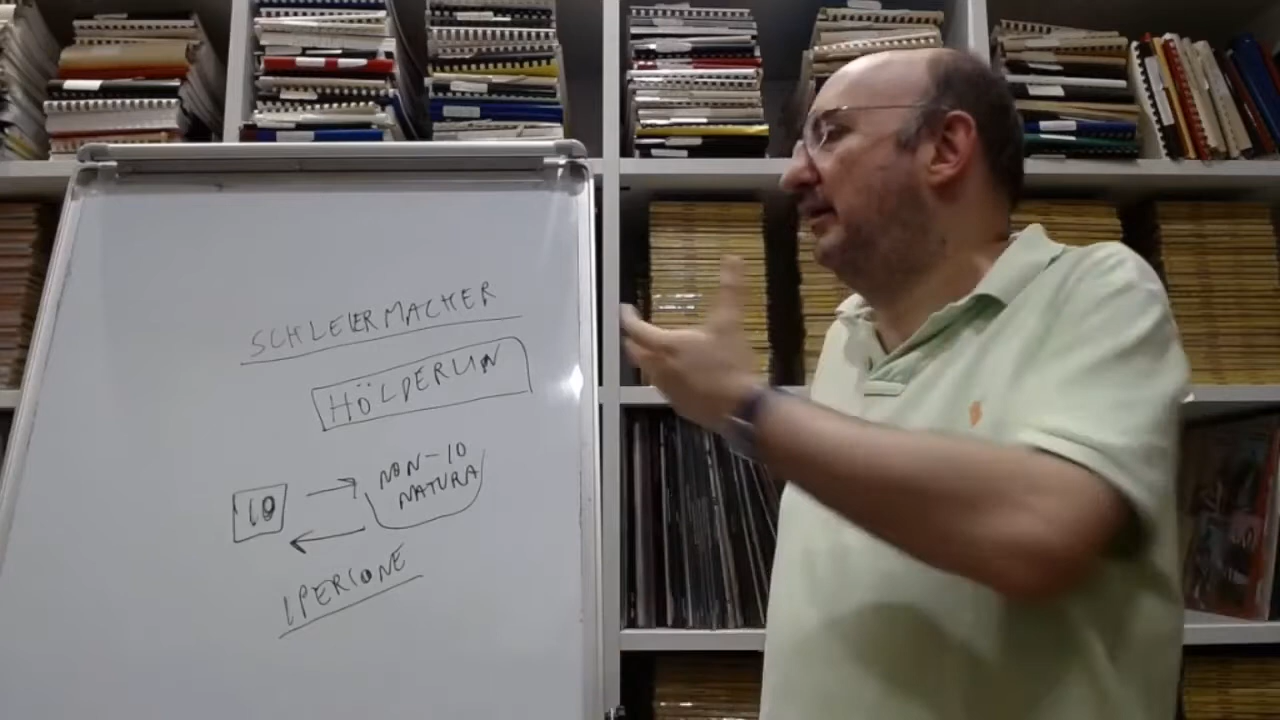 SCHLEIERMACHER
HÖLDERLIN
NON-IO
NATURA
IO
IPERIONE